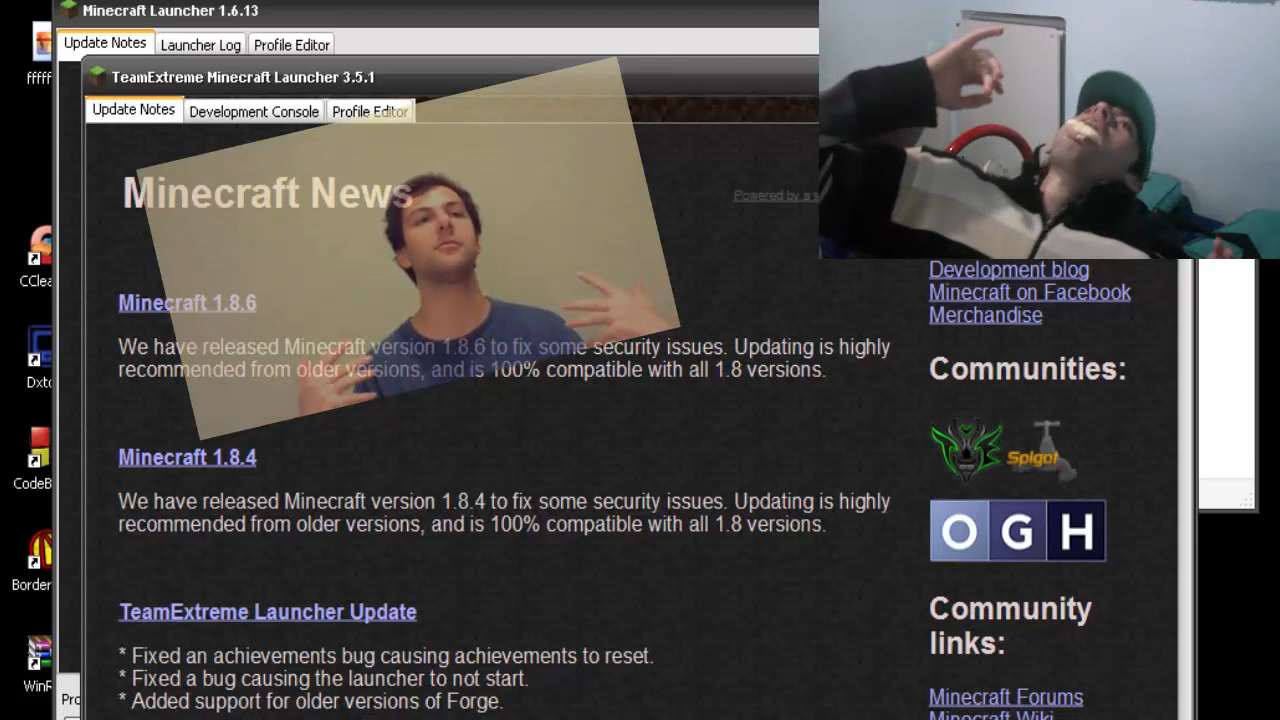 Minecraft Launcher 1.6.13
Update Notes Launcher Log Profile Editor
TeamExtreme Minecraft Launcher 3.5.1
Update Notes Development Console Profile Editor
fffff
CClea
Dxto
CodeB
Border
WinR
Pro
Minecraft News
Powered by a s
Minecraft 1.8.6
We have released Minecraft version 1.8.6 to fix some security issues. Updating is highly
recommended from older versions, and is 100% compatible with all 1.8 versions.
Minecraft 1.8.4
We have released Minecraft version 1.8.4 to fix some security issues. Updating is highly
recommended from older versions, and is 100% compatible with all 1.8 versions.
TeamExtreme Launcher Update
* Fixed an achievements bug causing achievements to reset.
* Fixed a bug causing the launcher to not start.
* Added support for older versions of Forge.
Development blog
Minecraft on Facebook
Merchandise
Communities:
Spigot
OGH
Community
links:
Minecraft Forums
Minecraft Wiki